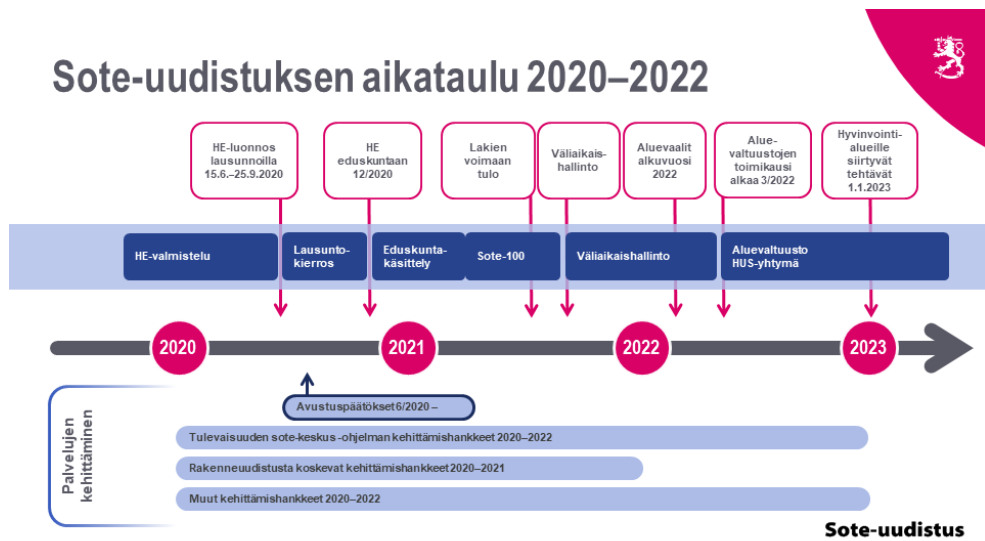 Sote-uudistuksen aikataulu 2020–2022
HE-luonnos
lausunnoilla
15.6.–25.9.2020
HE
eduskuntaan
12/2020
Lakien
voimaan
tulo
Väliaikais-
hallinto
Aluevaalit
alkuvuosi
2022
Alue-
valtuustojen
toimikausi
alkaa 3/2022
Hyvinvointi-
alueille
siirtyvät
tehtävät
1.1.2023
HE-valmistelu
Lausunto-
kierros
Eduskunta-
käsittely
Sote-100
Väliaikaishallinto
Aluevaltuusto
HUS-yhtymä
2020
2021
2022
2023
Palvelujen
kehittäminen
Avustuspäätökset 6/2020 –
Tulevaisuuden sote-keskus -ohjelman kehittämishankkeet 2020–2022
Rakenneuudistusta koskevat kehittämishankkeet 2020–2021
Muut kehittämishankkeet 2020–2022
Sote-uudistus